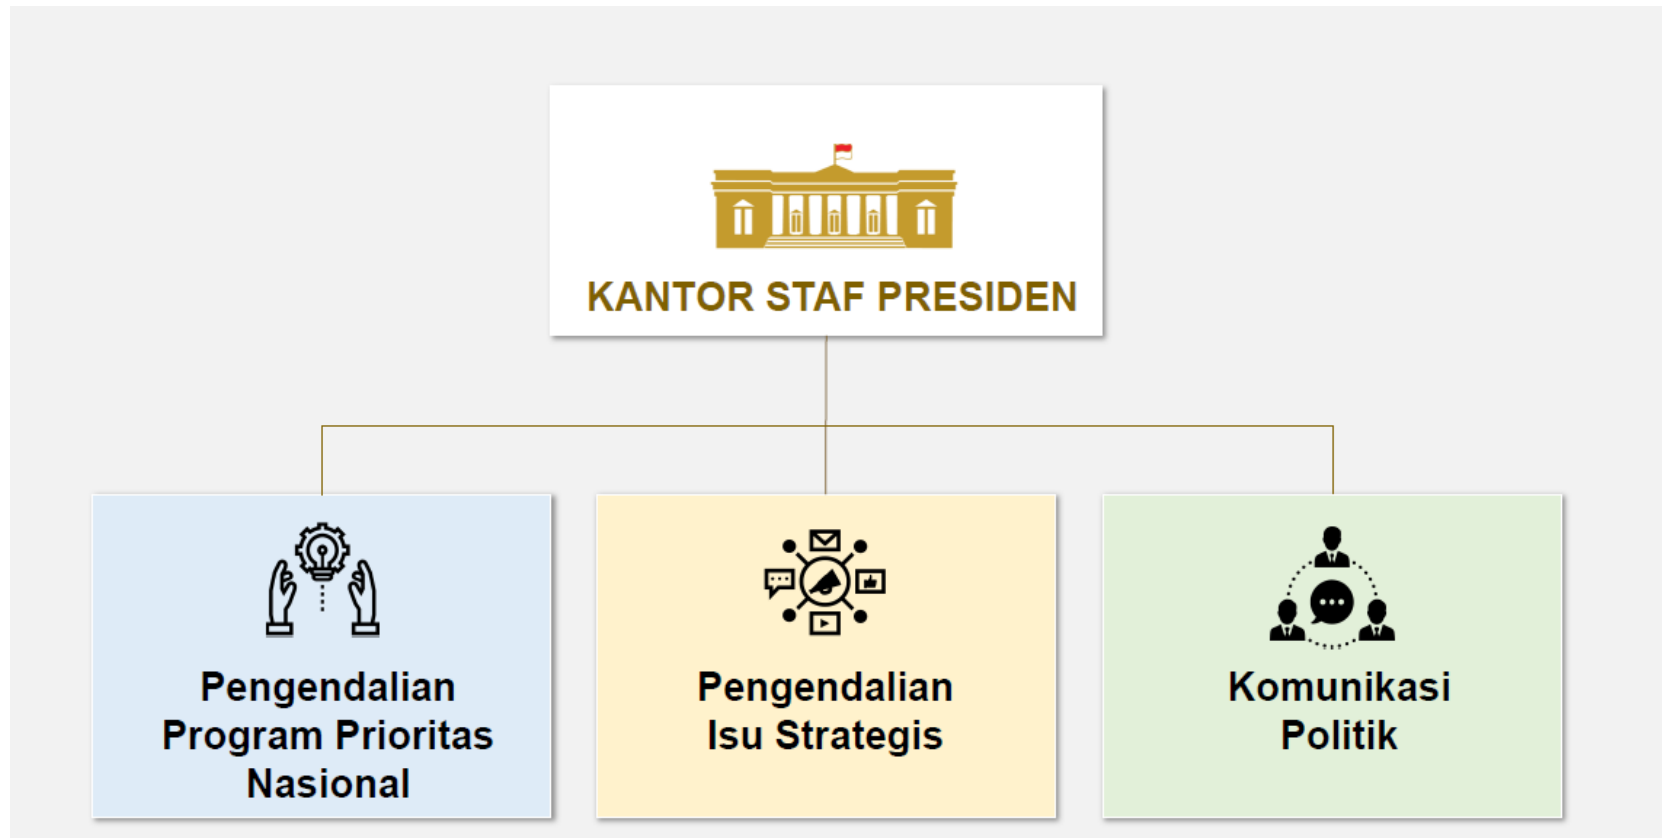 KANTOR STAF PRESIDEN
Pengendalian
Program Prioritas
Nasional
Pengendalian
Isu Strategis
Komunikasi
Politik